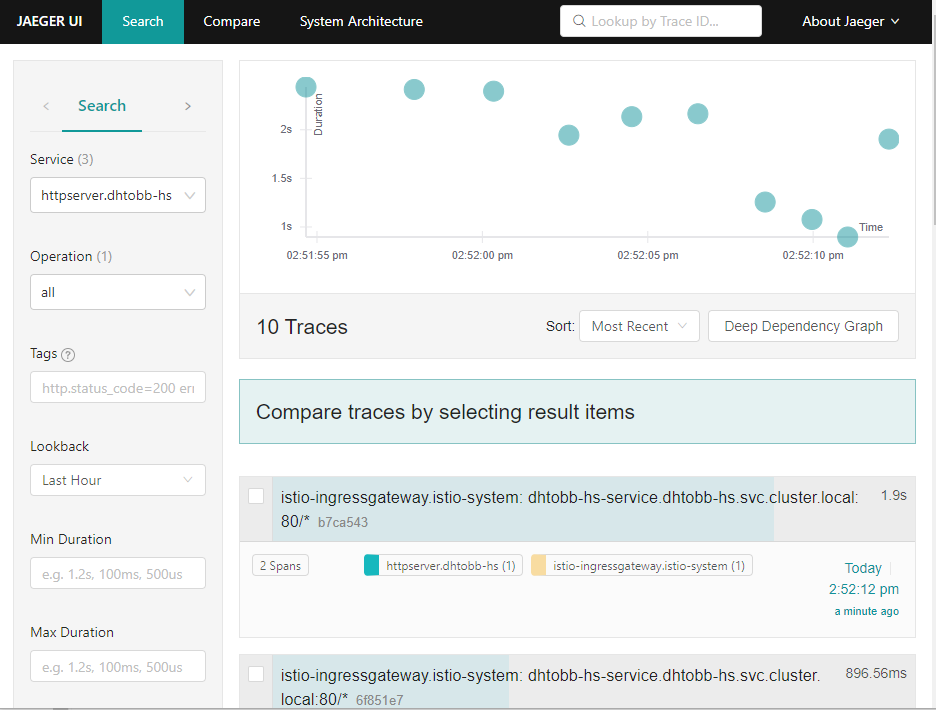 JAEGER UI
Search
Compare
System Architecture
Lookup by Trace ID...
About Jaeger
Search
Service (3)
httpserver.dhtobb-hs
Operation (1)
all
Tags ?
http.status_code=200 err
Lookback
Last Hour
Min Duration
e.g. 1.2s, 100ms, 500us
Max Duration
e.g. 1.2s, 100ms, 500us
Duration
2s
1.5s
1s
Time
02:51:55 pm
02:52:00 pm
02:52:05 pm
02:52:10 pm
10 Traces
Sort:
Most Recent
Deep Dependency Graph
Compare traces by selecting result items
istio-ingressgateway.istio-system: dhtobb-hs-service.dhtobb-hs.svc.cluster.local:
80/* b7ca543
1.9s
2 Spans
httpserver.dhtobb-hs (1)
istio-ingressgateway.istio-system (1)
Today
2:52:12 pm
a minute ago
istio-ingressgateway.istio-system: dhtobb-hs-service.dhtobb-hs.svc.cluster.
local:80/* 6f851e7
896.56ms